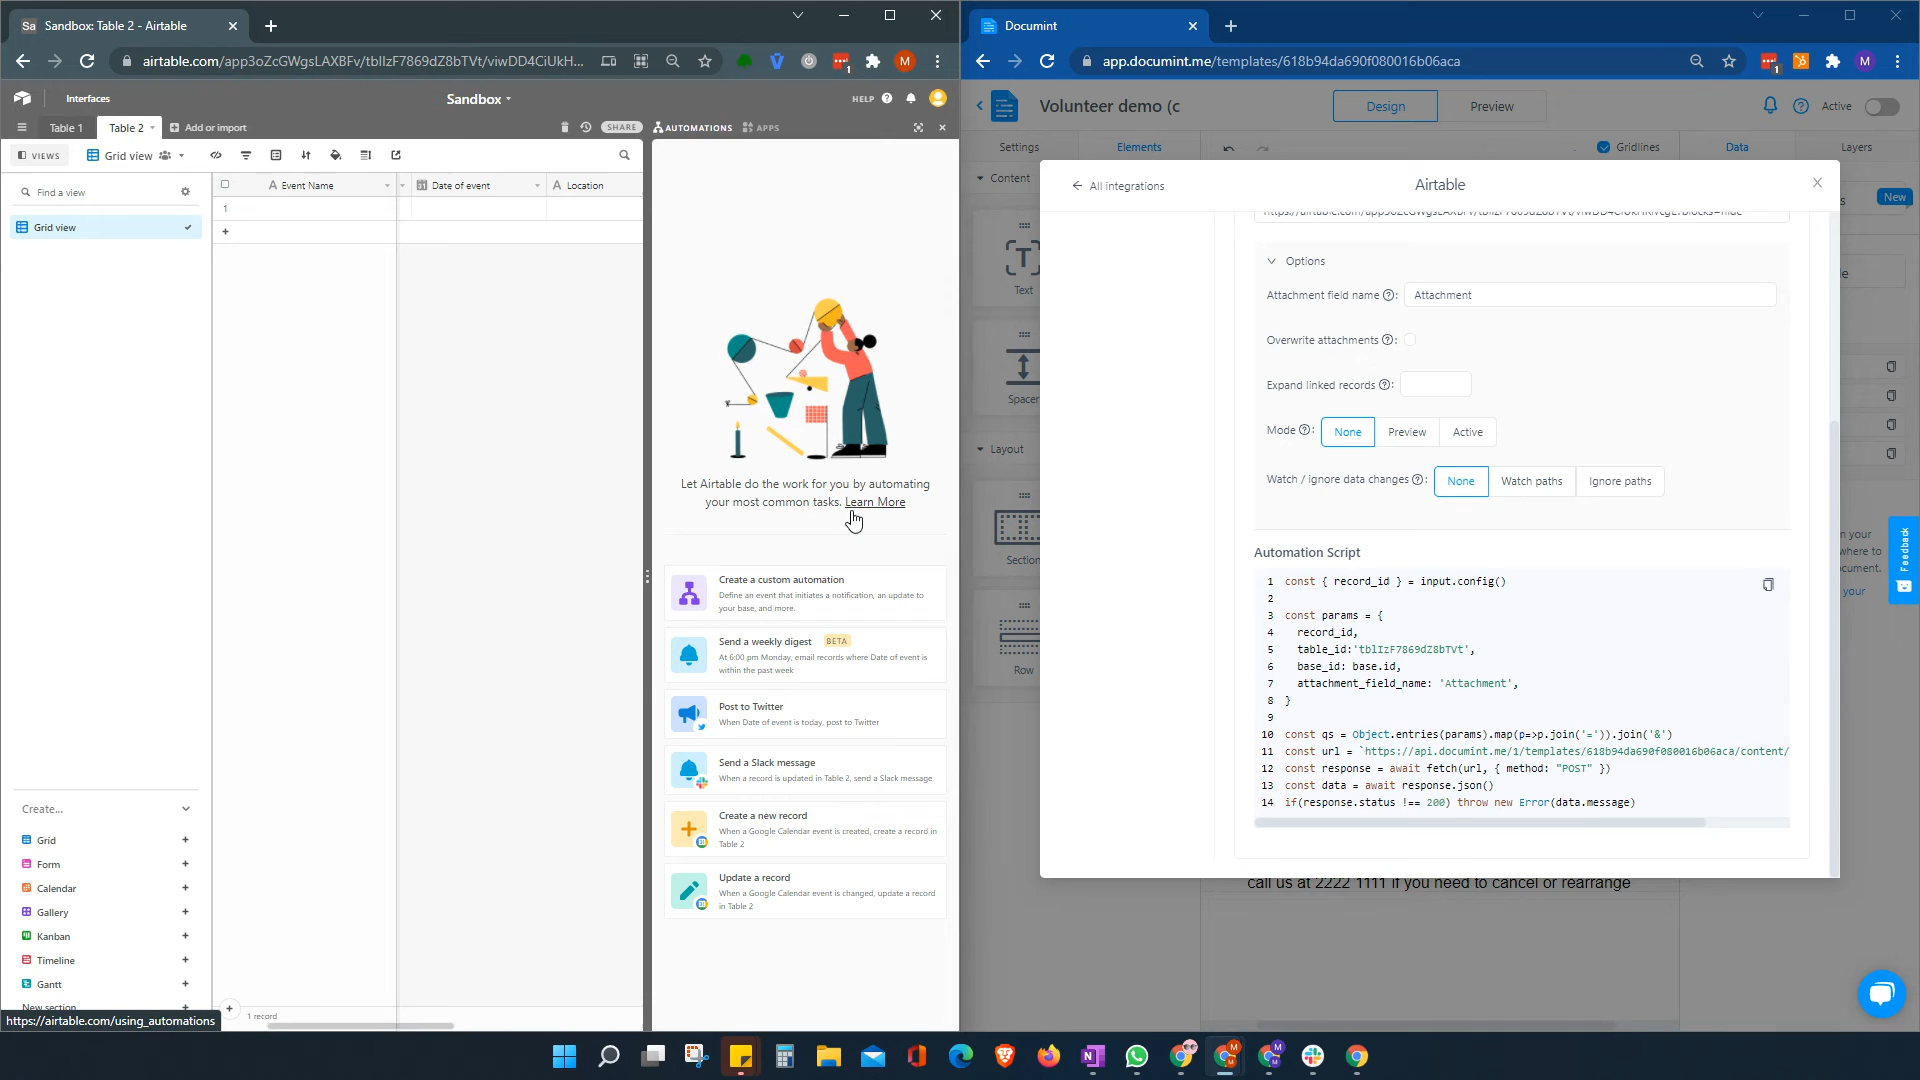 Sandbox: Table 2 - Airtable
airtable.com/app3oZcGWgsLAXBFv/tblIzF7869dZ8bTVt/viwDD4CiUkH...
M
Interfaces
Sandbox
HELP
Table 1
Table 2
Add or import
SHARE
AUTOMATIONS
APPS
VIEWS
Grid view
Find a view
Grid view
Event Name
Date of event
Location
1
+
Let Airtable do the work for you by automating
your most common tasks. Learn More
Create a custom automation
Define an event that initiates a notification, an update to
your base, and more.
Send a weekly digest BETA
At 6:00 pm Monday, email records where Date of event is
within the past week
Post to Twitter
When Date of event is today, post to Twitter
Send a Slack message
When a record is updated in Table 2, send a Slack message
Create a new record
When a Google Calendar event is created, create a record in
Table 2
Update a record
When a Google Calendar event is changed, update a record
in Table 2
Create...
Grid
Form
Calendar
Gallery
Kanban
Timeline
Gantt
New section
1 record
https://airtable.com/using_automations
Documint
app.documint.me/templates/618b94da690f080016b06aca
M
Volunteer demo (c
Design
Preview
Active
Settings
Elements
Gridlines
Data
Layers
Content
Text
Spacer
Layout
Section
Row
New
All integrations
Airtable
Options
Attachment field name
Attachment
Overwrite attachments
Expand linked records
Mode
None
Preview
Active
Watch / ignore data changes
None
Watch paths
Ignore paths
Automation Script
1 const { record_id } = input.config()
2
3 const params = {
4 record_id,
5 table_id:'tblIzF7869dZ8bTVt',
6 base_id: base.id,
7 attachment_field_name: 'Attachment',
8 }
9
10 const qs = Object.entries(params).map(p=>p.join('=')).join('&')
11 const url = `https://api.documint.me/1/templates/618b94da690f080016b06aca/content/
12 const response = await fetch(url, { method: "POST" })
13 const data = await response.json()
14 if(response.status !== 200) throw new Error(data.message)
call us at 2222 1111 if you need to cancel or rearrange
n your
where to
ocument.
your
Feedback